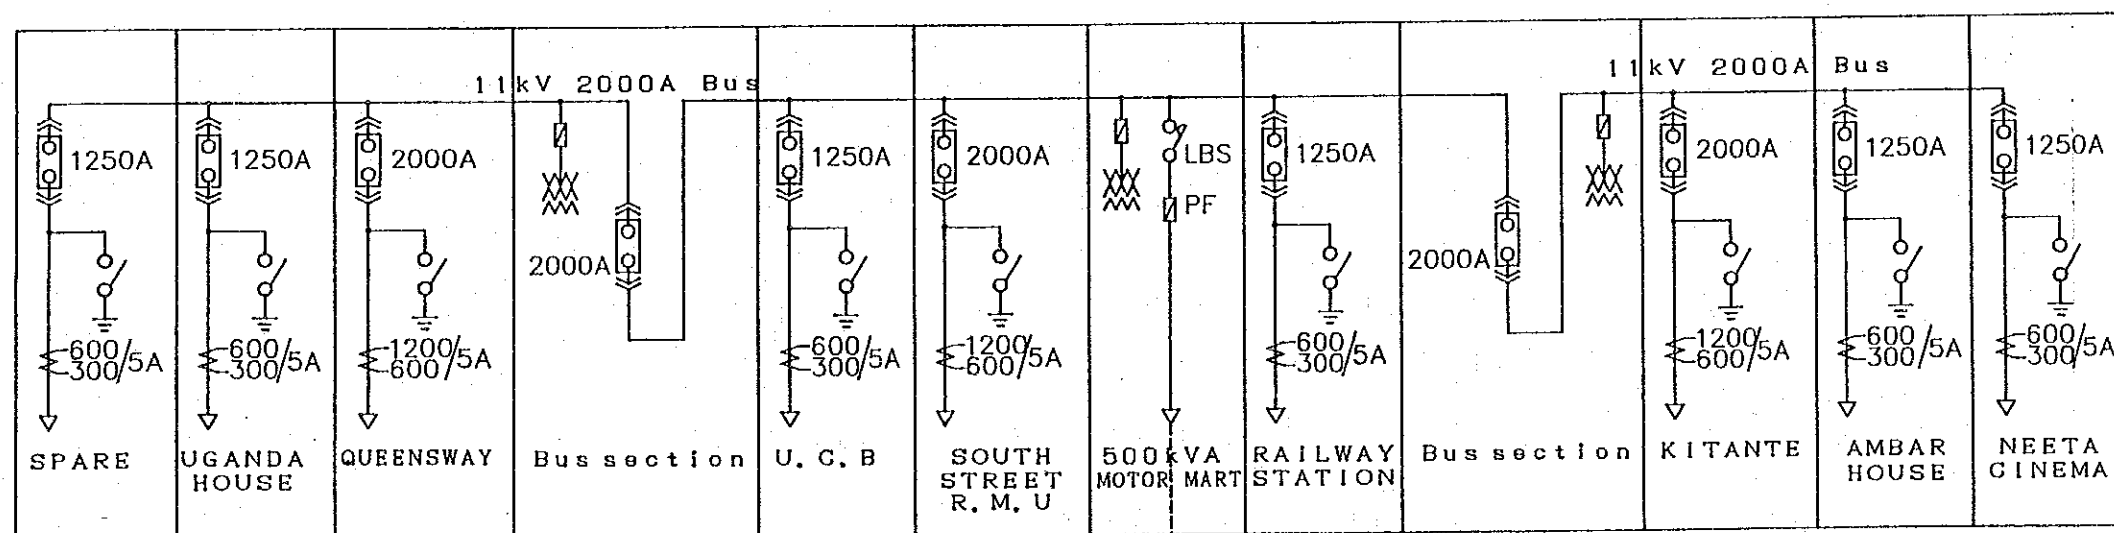 11kV 2000A Bus
11kV 2000A Bus
1250A
1250A
2000A
2000A
1250A
2000A
LBS
PF
1250A
2000A
2000A
1250A
1250A
600/5A
300
600/5A
300
1200/5A
600
600/5A
300
1200/5A
600
600/5A
300
1200/5A
600
600/5A
300
600/5A
300
SPARE
UGANDA
HOUSE
QUEENSWAY
Bus section
U. C. B
SOUTH
STREET
R. M. U
500kVA
MOTOR MART
RAILWAY
STATION
Bus section
KITANTE
AMBAR
HOUSE
NEETA
CINEMA